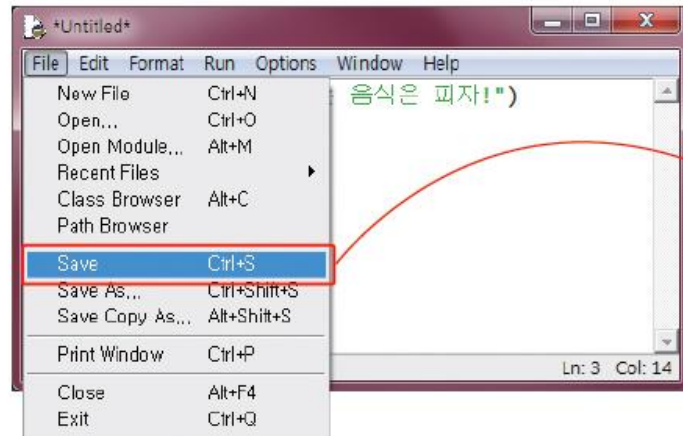 *Untitled*
File Edit Format Run Options Window Help
New File Ctrl+N 음식은 피자!")
Open... Ctrl+O
Open Module... Alt+M
Recent Files
Class Browser Alt+C
Path Browser
Save Ctrl+S
Save As... Ctrl+Shift+S
Save Copy As... Alt+Shift+S
Print Window Ctrl+P
Ln: 3 Col: 14
Close Alt+F4
Exit Ctrl+Q